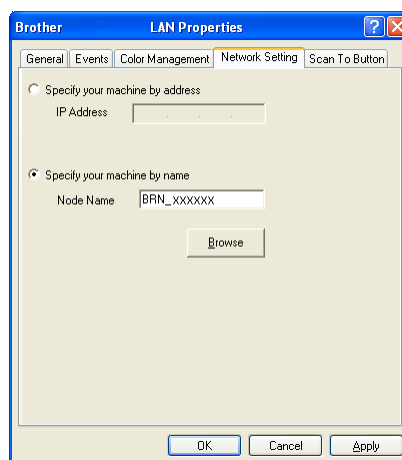 Brother LAN Properties
General Events Color Management Network Setting Scan To Button
Specify your machine by address
IP Address . . .
Specify your machine by name
Node Name BRN_xxxxxx
Browse
OK Cancel Apply